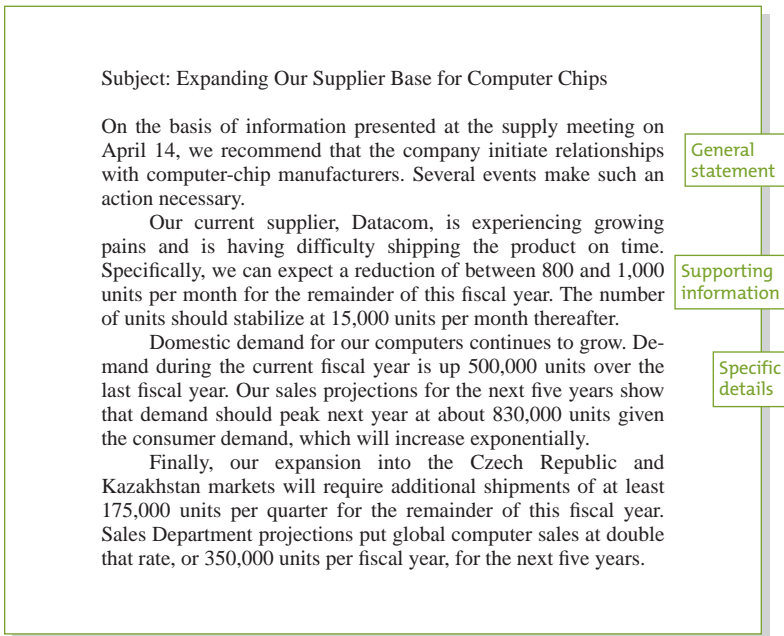 Subject: Expanding Our Supplier Base for Computer Chips
On the basis of information presented at the supply meeting on
April 14, we recommend that the company initiate relationships
with computer-chip manufacturers. Several events make such an
action necessary.
Our current supplier, Datacom, is experiencing growing
pains and is having difficulty shipping the product on time.
Specifically, we can expect a reduction of between 800 and 1,000
units per month for the remainder of this fiscal year. The number
of units should stabilize at 15,000 units per month thereafter.
Domestic demand for our computers continues to grow. De-
mand during the current fiscal year is up 500,000 units over the
last fiscal year. Our sales projections for the next five years show
that demand should peak next year at about 830,000 units given
the consumer demand, which will increase exponentially.
Finally, our expansion into the Czech Republic and
Kazakhstan markets will require additional shipments of at least
175,000 units per quarter for the remainder of this fiscal year.
Sales Department projections put global computer sales at double
that rate, or 350,000 units per fiscal year, for the next five years.
General
statement
Supporting
information
Specific
details